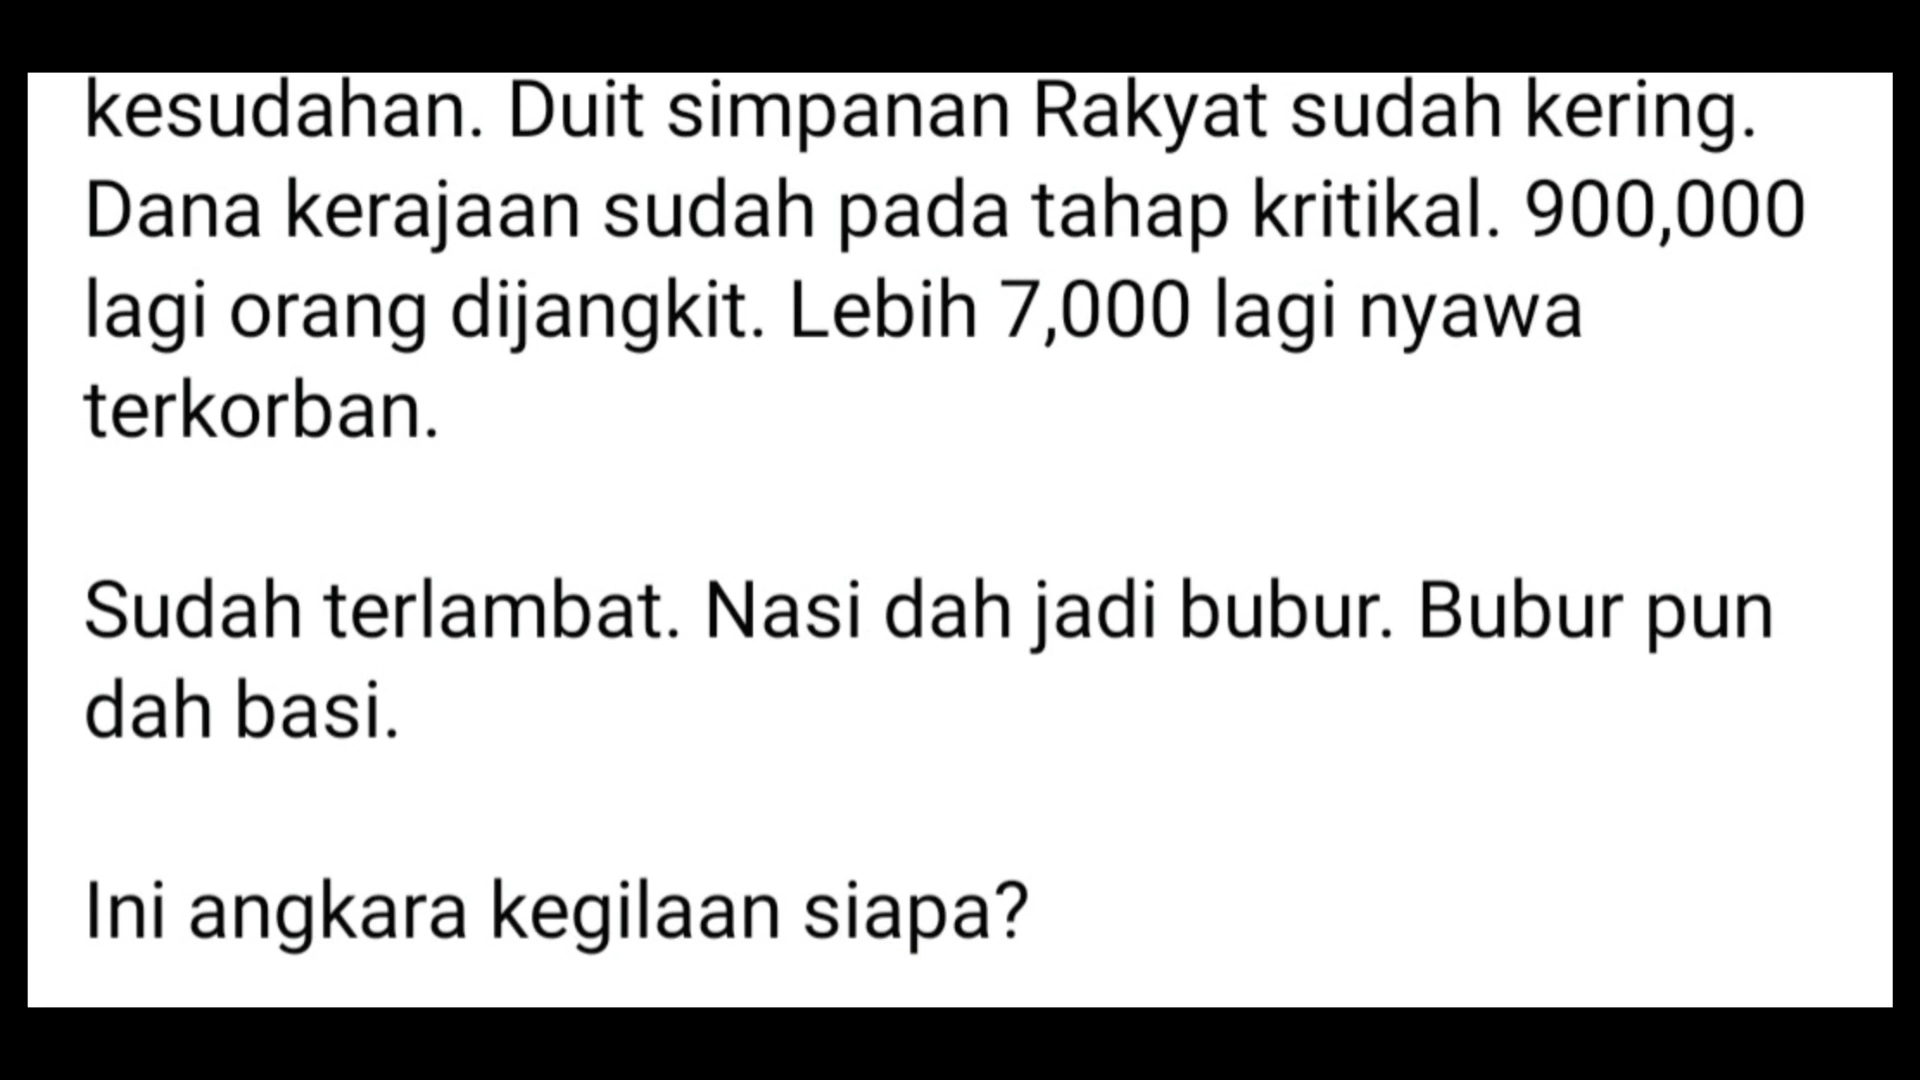 kesudahan. Duit simpanan Rakyat sudah kering.
Dana kerajaan sudah pada tahap kritikal. 900,000
lagi orang dijangkit. Lebih 7,000 lagi nyawa
terkorban.
Sudah terlambat. Nasi dah jadi bubur. Bubur pun
dah basi.
Ini angkara kegilaan siapa?